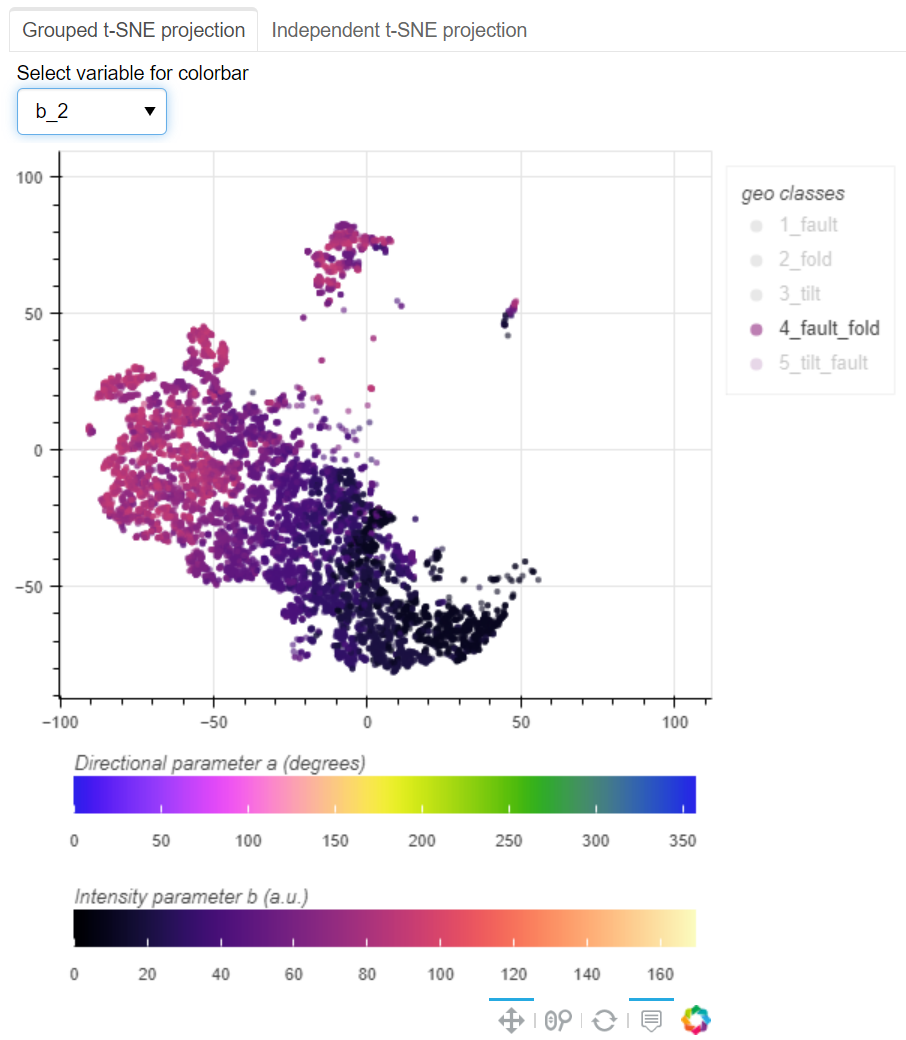 Grouped t-SNE projection Independent t-SNE projection
Select variable for colorbar
b_2 ▼
100
50
0
−50
−100 −50 0 50 100
geo classes
1_fault
2_fold
3_tilt
4_fault_fold
5_tilt_fault
Directional parameter a (degrees)
0 50 100 150 200 250 300 350
Intensity parameter b (a.u.)
0 20 40 60 80 100 120 140 160